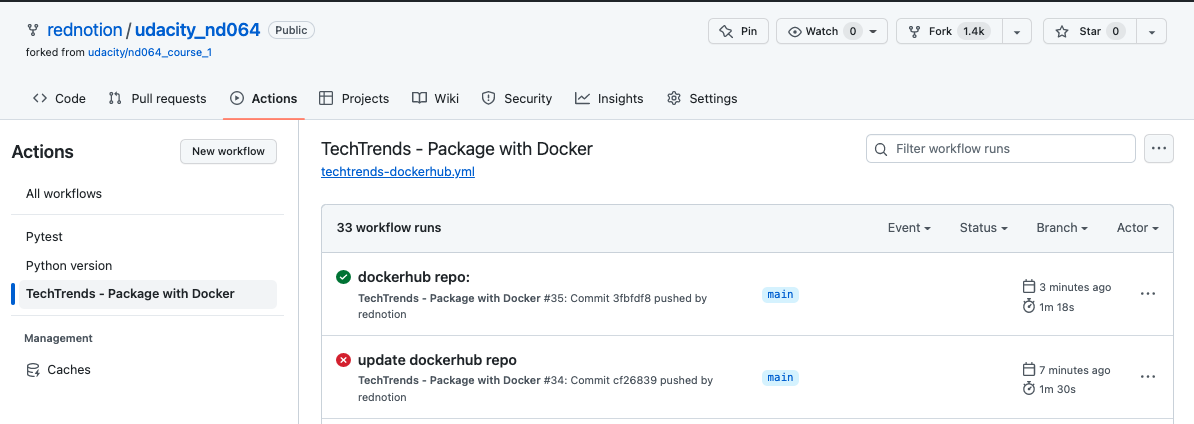 rednotion / udacity_nd064 Public
forked from udacity/nd064_course_1
Pin
Watch 0
Fork 1.4k
Star 0
Code
Pull requests
Actions
Projects
Wiki
Security
Insights
Settings
Actions
New workflow
All workflows
Pytest
Python version
TechTrends - Package with Docker
Management
Caches
TechTrends - Package with Docker
techtrends-dockerhub.yml
Filter workflow runs
33 workflow runs
Event
Status
Branch
Actor
dockerhub repo:
TechTrends - Package with Docker #35: Commit 3fbfdf8 pushed by
rednotion
main
3 minutes ago
1m 18s
update dockerhub repo
TechTrends - Package with Docker #34: Commit cf26839 pushed by
rednotion
main
7 minutes ago
1m 30s